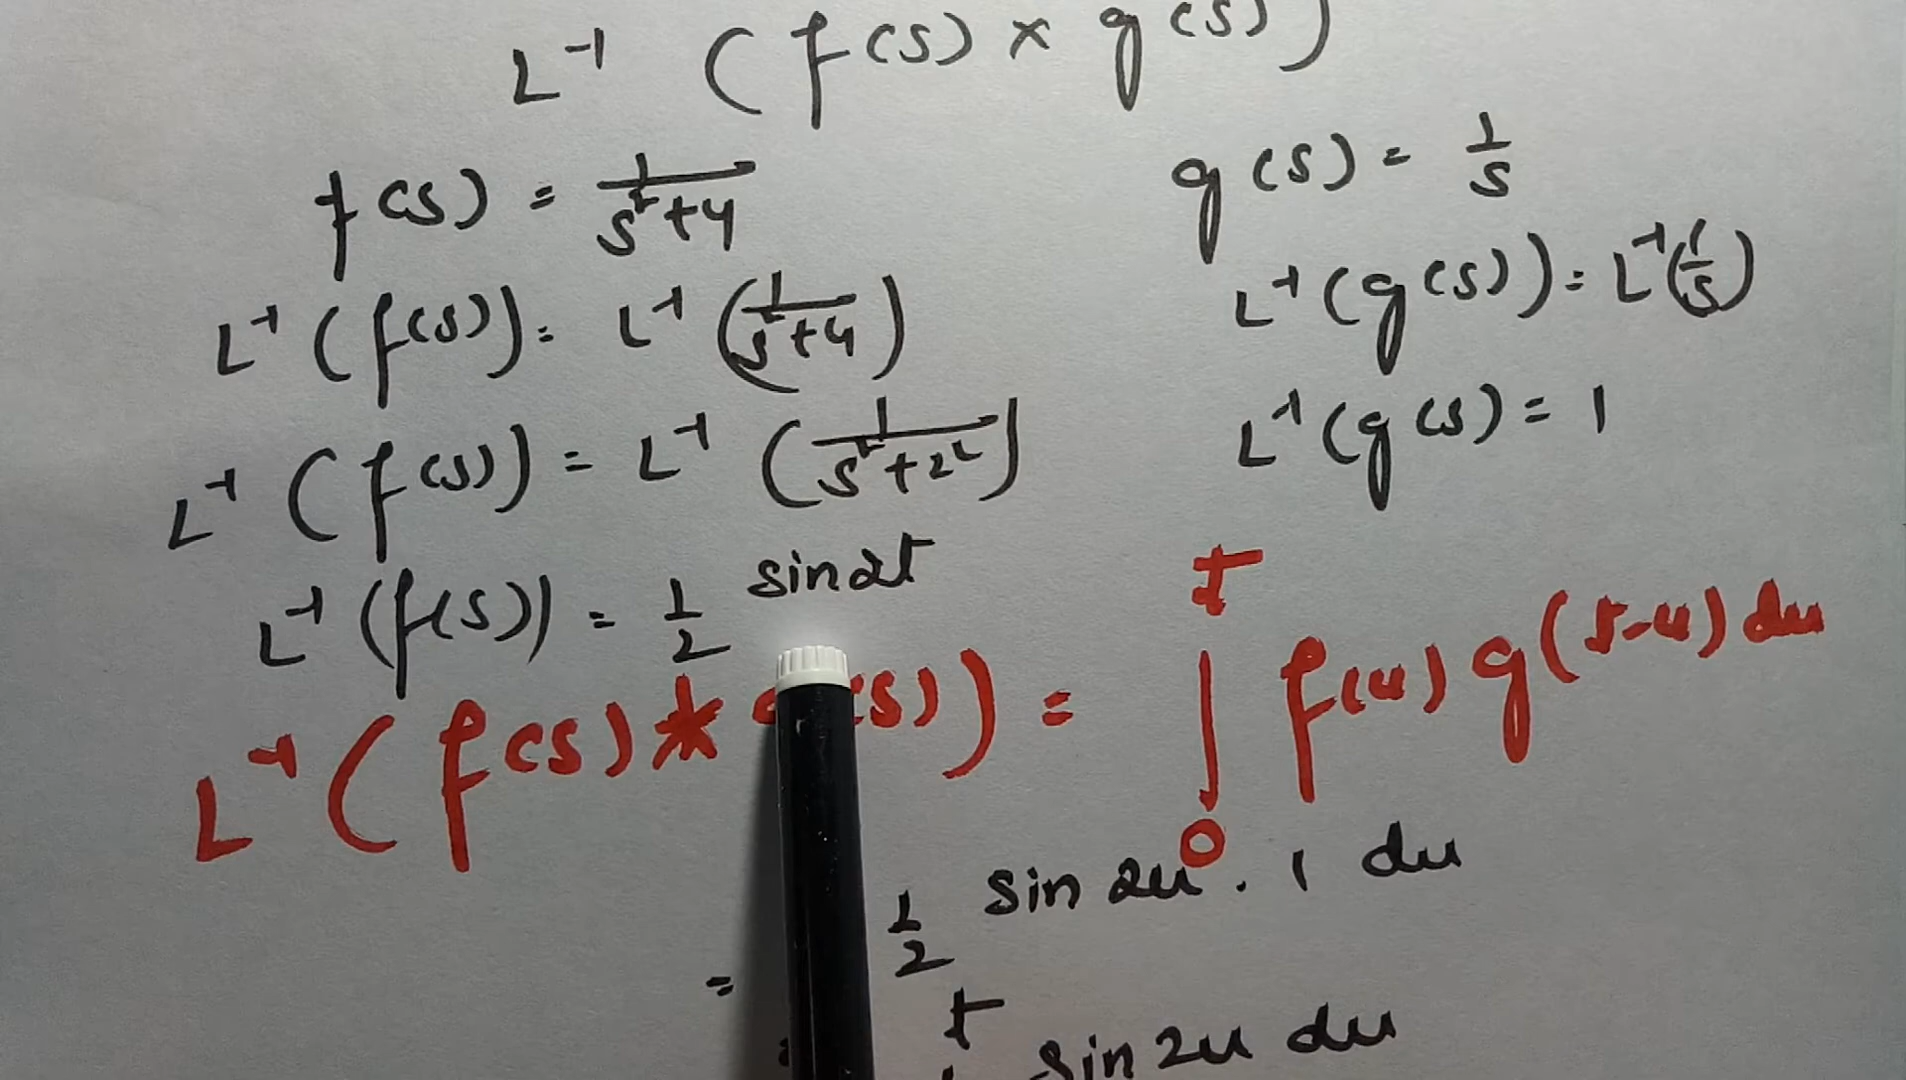 L⁻¹ (f(s) × g(s))
f(s) = 1/(s²+4)
g(s) = 1/s
L⁻¹(f(s)) = L⁻¹(1/(s²+4))
L⁻¹(g(s)) = L⁻¹(1/s)
L⁻¹(f(s)) = L⁻¹(1/(s²+2²))
L⁻¹(g(s) = 1
L⁻¹(f(s)) = 1/2 sin2t
L⁻¹(f(s) * (s)) = ∫₀ᵗ f(u) g(t-u) du
= 1/2 sin 2u . 1 du
t sin 2u du